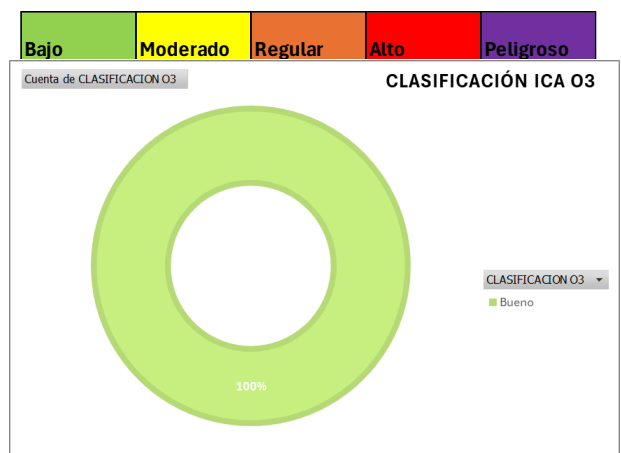 Bajo Moderado Regular Alto Peligroso
Cuenta de CLASIFICACION O3
CLASIFICACIÓN ICA O3
CLASIFICACION O3
Bueno
100%